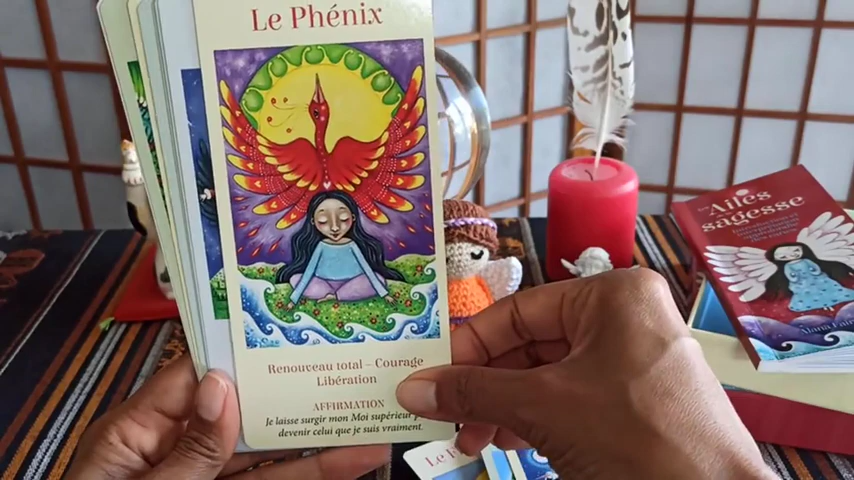 Le Phénix
Renouveau total – Courage
Libération
AFFIRMATION
Je laisse surgir mon Moi supérieur
devenir celui que je suis vraiment.
Ailes
sagesse
Le